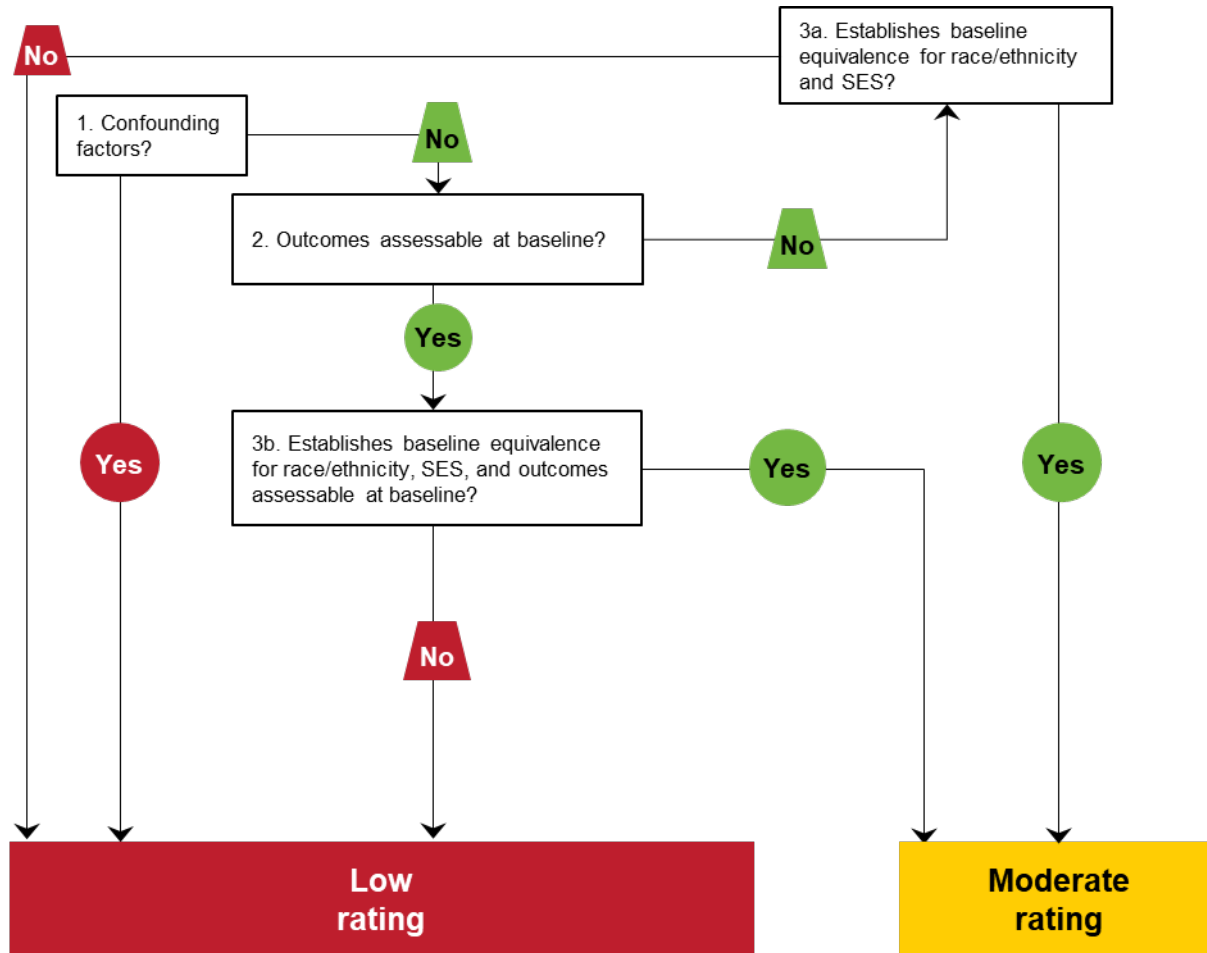 No
3a. Establishes baseline
equivalence for race/ethnicity
and SES?
1. Confounding
factors?
No
2. Outcomes assessable at baseline?
No
Yes
3b. Establishes baseline equivalence
for race/ethnicity, SES, and outcomes
assessable at baseline?
Yes
Yes
Yes
No
Low
rating
Moderate
rating